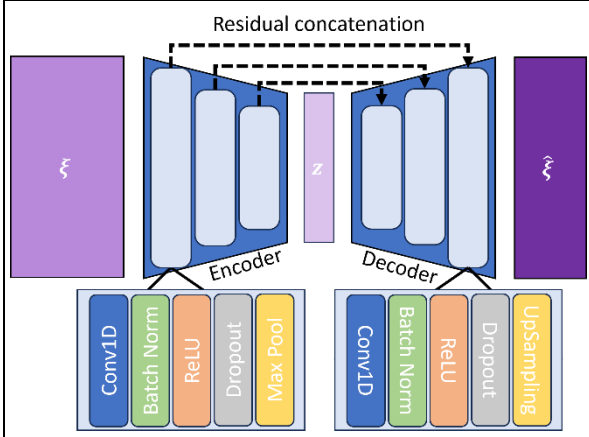 Residual concatenation
ξ
z
ξ̂
Encoder
Decoder
Conv1D
Batch Norm
ReLU
Dropout
Max Pool
Conv1D
Batch Norm
ReLU
Dropout
UpSampling